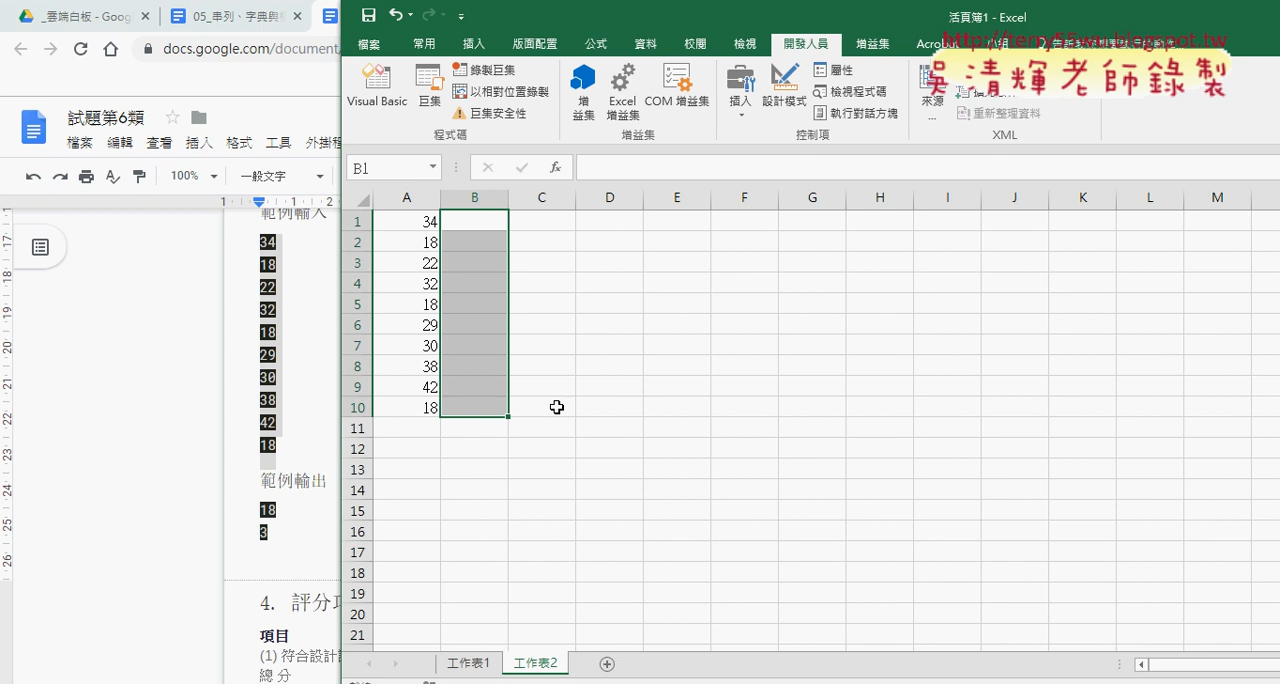 _雲端白板 - Goog
05_串列、字典與
docs.google.com/document/
試題第6類
檔案 編輯 查看 插入 格式 工具 外掛程
100% 一般文字
範例輸入
34
18
22
32
18
29
30
38
42
18
範例輸出
18
3
4. 評分項
項目
(1) 符合設計說
總 分
活頁簿1 - Excel
http://terry55wu.blogspot.tw
吳清輝老師錄製
檔案 常用 插入 版面配置 公式 資料 校閱 檢視 開發人員 增益集 Acrob
Visual Basic 巨集 錄製巨集 以相對位置錄製 巨集安全性
程式碼
增益集 Excel 增益集 COM 增益集
增益集
插入 設計模式 屬性 檢視程式碼 執行對話方塊
控制項
來源 ... 重新整理資料
XML
B1 fx
A B C D E F G H I J K L M
1 34
2 18
3 22
4 32
5 18
6 29
7 30
8 38
9 42
10 18
11
12
13
14
15
16
17
18
19
20
21
工作表1 工作表2